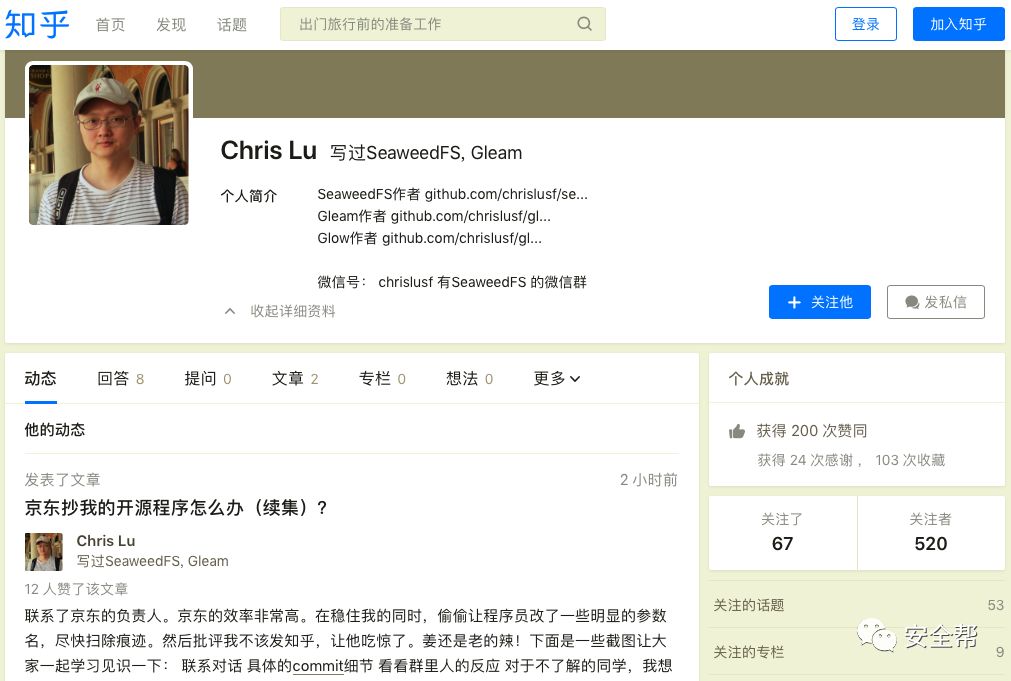 知乎 首页 发现 话题 出门旅行前的准备工作 登录 加入知乎
Chris Lu 写过SeaweedFS, Gleam
个人简介 SeaweedFS作者 github.com/chrislusf/se...
Gleam作者 github.com/chrislusf/gl...
Glow作者 github.com/chrislusf/gl...
微信号： chrislusf 有SeaweedFS 的微信群
收起详细资料
关注他 发私信
动态 回答 8 提问 0 文章 2 专栏 0 想法 0 更多
他的动态
发表了文章 2 小时前
京东抄我的开源程序怎么办（续集）？
Chris Lu
写过SeaweedFS, Gleam
12 人赞了该文章
联系了京东的负责人。京东的效率非常高。在稳住我的同时，偷偷让程序员改了一些明显的参数
名，尽快扫除痕迹。然后批评我不该发知乎，让他吃惊了。姜还是老的辣！下面是一些截图让大
家一起学习见识一下： 联系对话 具体的commit细节 看看群里人的反应 对于不了解的同学，我想
个人成就
获得 200 次赞同
获得 24 次感谢 ， 103 次收藏
关注了 关注者
67 520
关注的话题 53
关注的专栏 9
安全帮